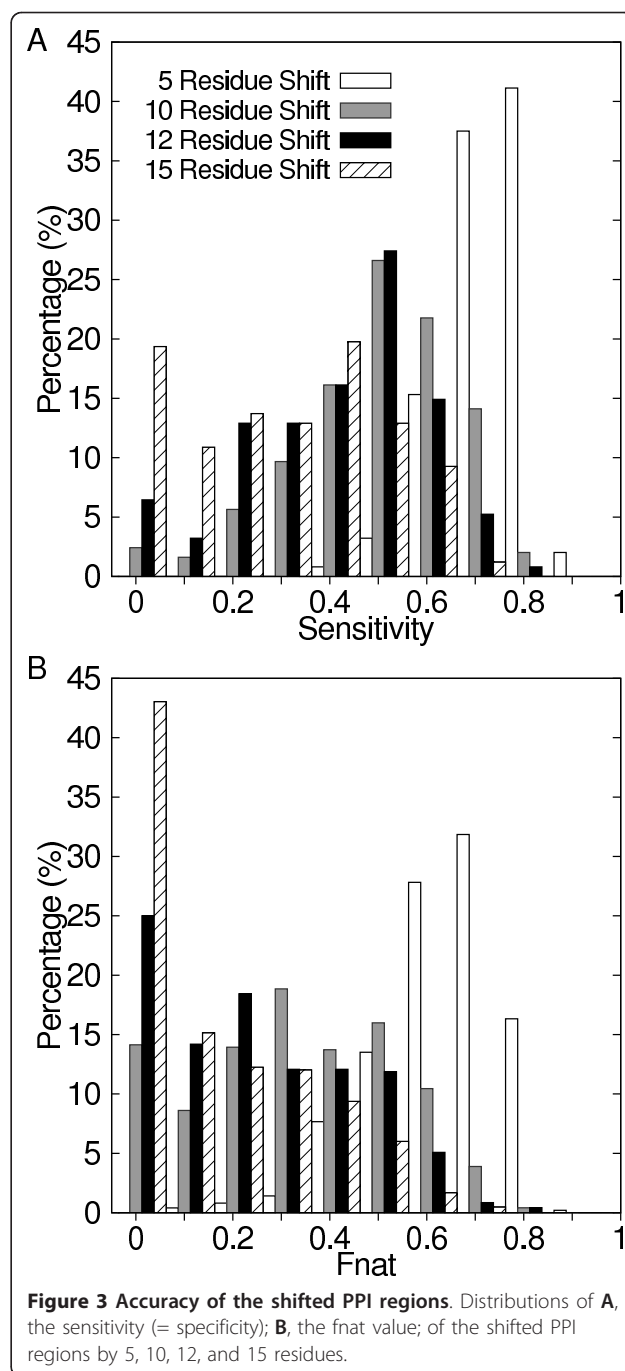 A
45
40
35
30
25
20
15
10
5
0
Percentage (%)
5 Residue Shift
10 Residue Shift
12 Residue Shift
15 Residue Shift
0 0.2 0.4 0.6 0.8 1
Sensitivity
B
45
40
35
30
25
20
15
10
5
0
Percentage (%)
0 0.2 0.4 0.6 0.8 1
Fnat
Figure 3 Accuracy of the shifted PPI regions. Distributions of A,
the sensitivity (= specificity); B, the fnat value; of the shifted PPI
regions by 5, 10, 12, and 15 residues.